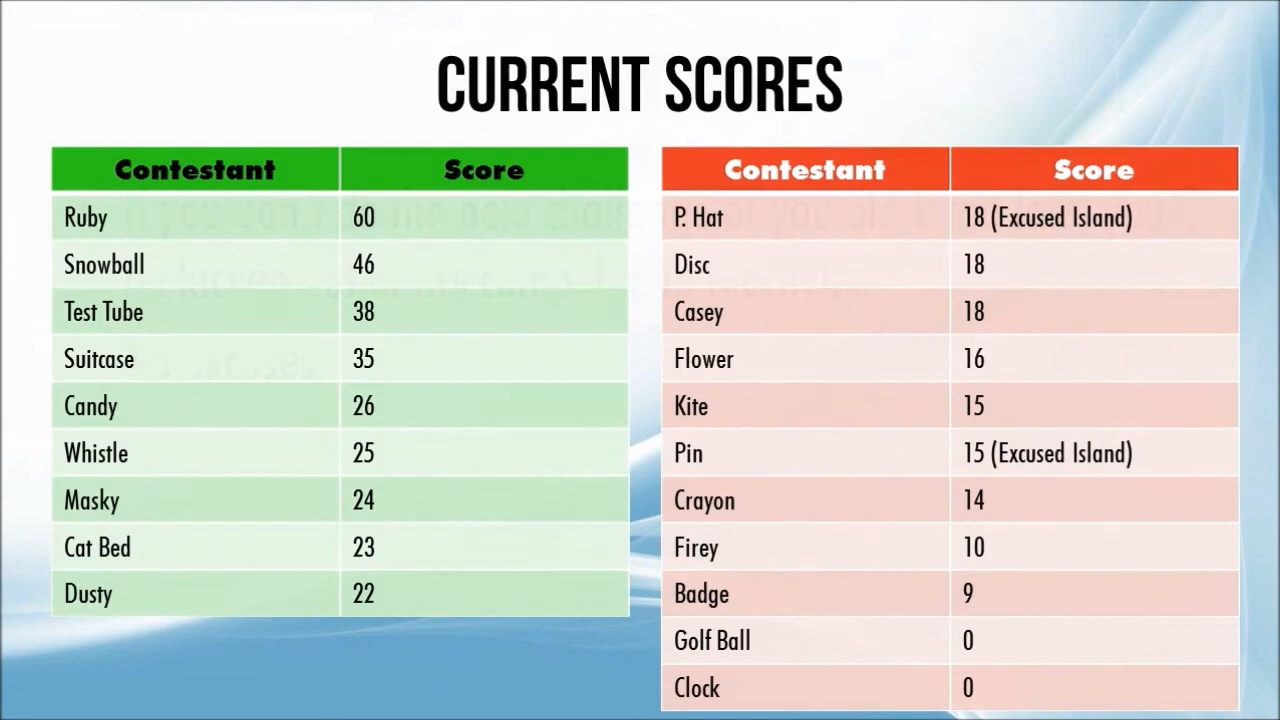 CURRENT SCORES
Contestant Score
Ruby 60
Snowball 46
Test Tube 38
Suitcase 35
Candy 26
Whistle 25
Masky 24
Cat Bed 23
Dusty 22
Contestant Score
P. Hat 18 (Excused Island)
Disc 18
Casey 18
Flower 16
Kite 15
Pin 15 (Excused Island)
Crayon 14
Firey 10
Badge 9
Golf Ball 0
Clock 0